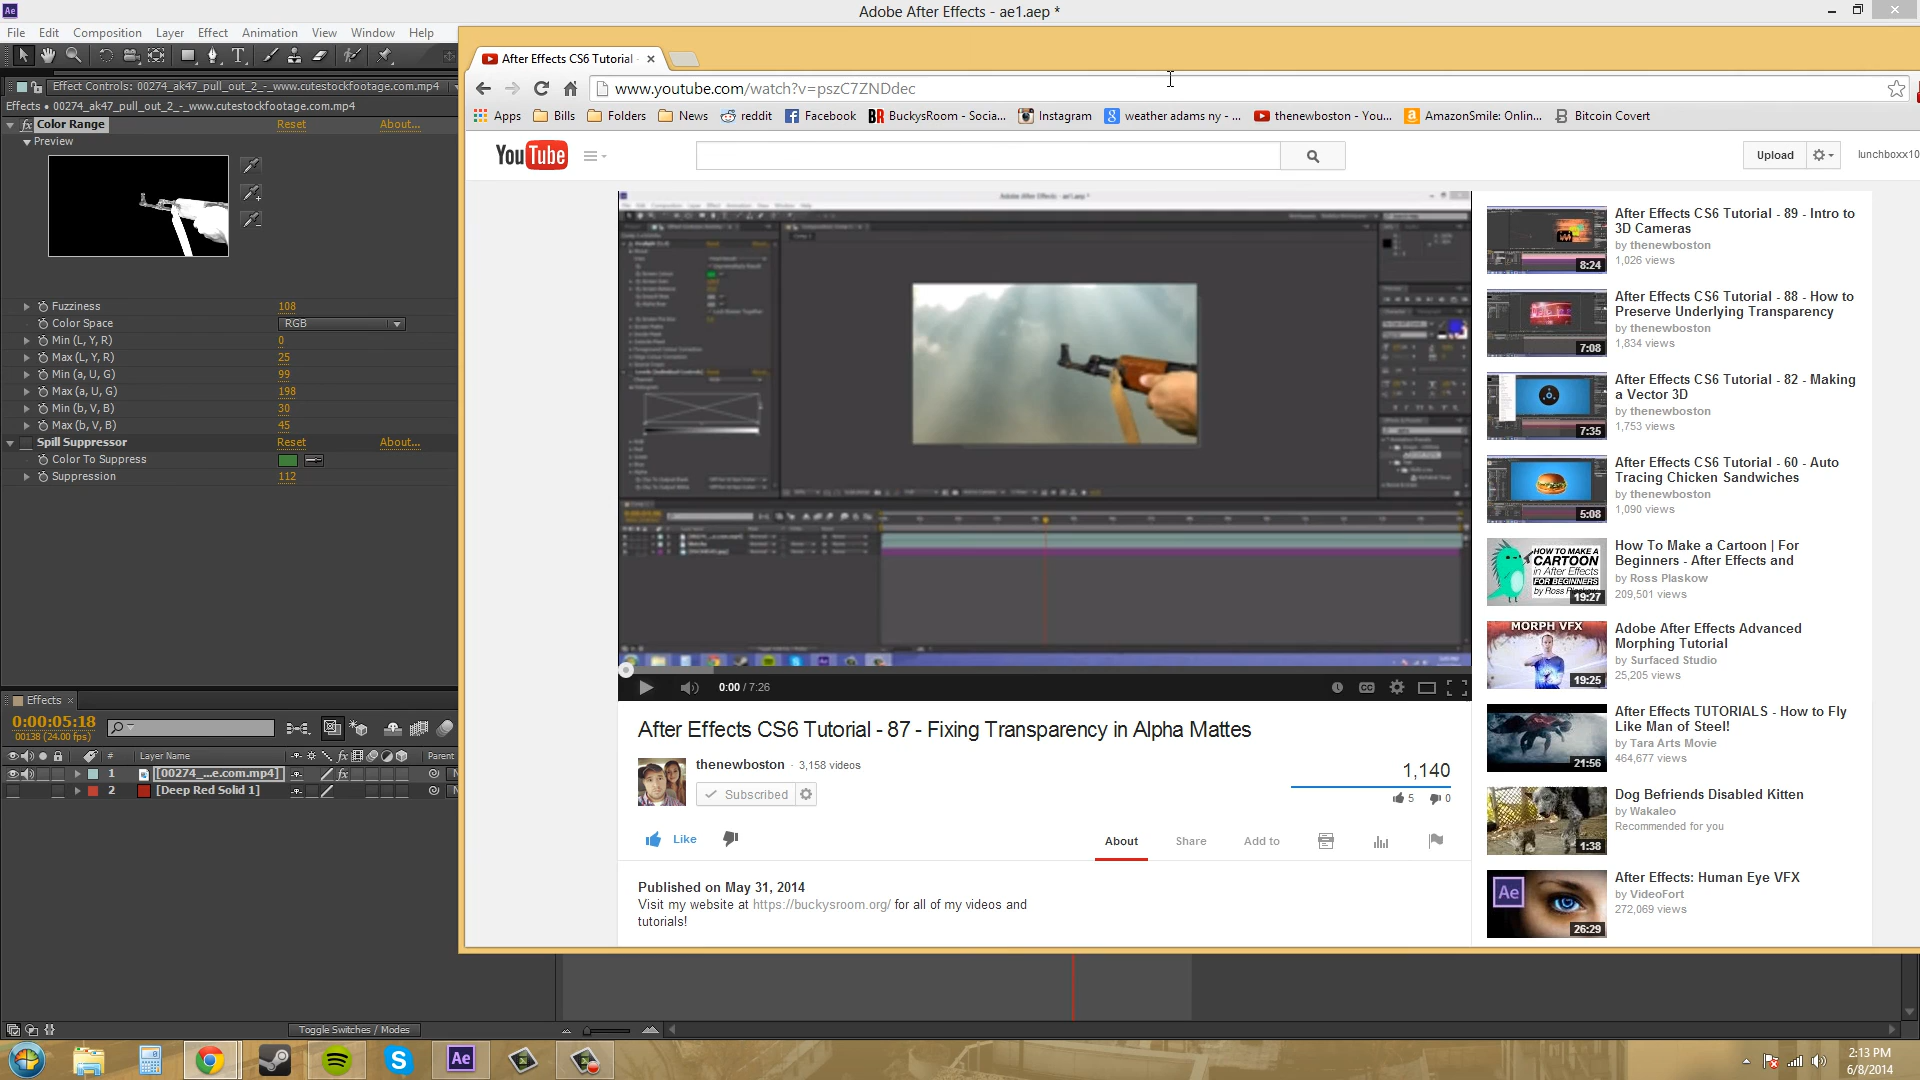 Adobe After Effects - ae1.aep *
File Edit Composition Layer Effect Animation View Window Help
Effect Controls: 00274_ak47_pull_out_2_-_www.cutestockfootage.com.mp4
Effects • 00274_ak47_pull_out_2_-_www.cutestockfootage.com.mp4
fx Color Range Reset About...
Preview
Fuzziness 108
Color Space RGB
Min (L, Y, R) 0
Max (L, Y, R) 25
Min (a, U, G) 99
Max (a, U, G) 198
Min (b, V, B) 30
Max (b, V, B) 45
Spill Suppressor Reset About...
Color To Suppress
Suppression 112
Effects
0:00:05:18
00138 (24.00 fps)
# Layer Name Parent
1 [00274_...e.com.mp4]
2 [Deep Red Solid 1]
Toggle Switches / Modes
After Effects CS6 Tutorial -
www.youtube.com/watch?v=pszC7ZNDdec
Apps Bills Folders News reddit Facebook BuckysRoom - Socia... Instagram weather adams ny - ... thenewboston - You... AmazonSmile: Onlin... Bitcoin Covert
YouTube
Upload
lunchboxx10
0:00 / 7:26
After Effects CS6 Tutorial - 87 - Fixing Transparency in Alpha Mattes
thenewboston · 3,158 videos
Subscribed
1,140
5 0
Like
About Share Add to
Published on May 31, 2014
Visit my website at https://buckysroom.org/ for all of my videos and
tutorials!
After Effects CS6 Tutorial - 89 - Intro to
3D Cameras
by thenewboston
1,026 views
8:24
After Effects CS6 Tutorial - 88 - How to
Preserve Underlying Transparency
by thenewboston
1,834 views
7:08
After Effects CS6 Tutorial - 82 - Making
a Vector 3D
by thenewboston
1,753 views
7:35
After Effects CS6 Tutorial - 60 - Auto
Tracing Chicken Sandwiches
by thenewboston
1,090 views
5:08
HOW TO MAKE A
CARTOON
in After Effects
FOR BEGINNERS
by Ross
19:27
How To Make a Cartoon | For
Beginners - After Effects and
by Ross Plaskow
209,501 views
MORPH VFX
19:25
Adobe After Effects Advanced
Morphing Tutorial
by Surfaced Studio
25,205 views
After Effects TUTORIALS - How to Fly
Like Man of Steel!
by Tara Arts Movie
464,677 views
21:56
Dog Befriends Disabled Kitten
by Wakaleo
Recommended for you
1:38
After Effects: Human Eye VFX
by VideoFort
272,069 views
Ae
26:29
Ae
2:13 PM
6/8/2014